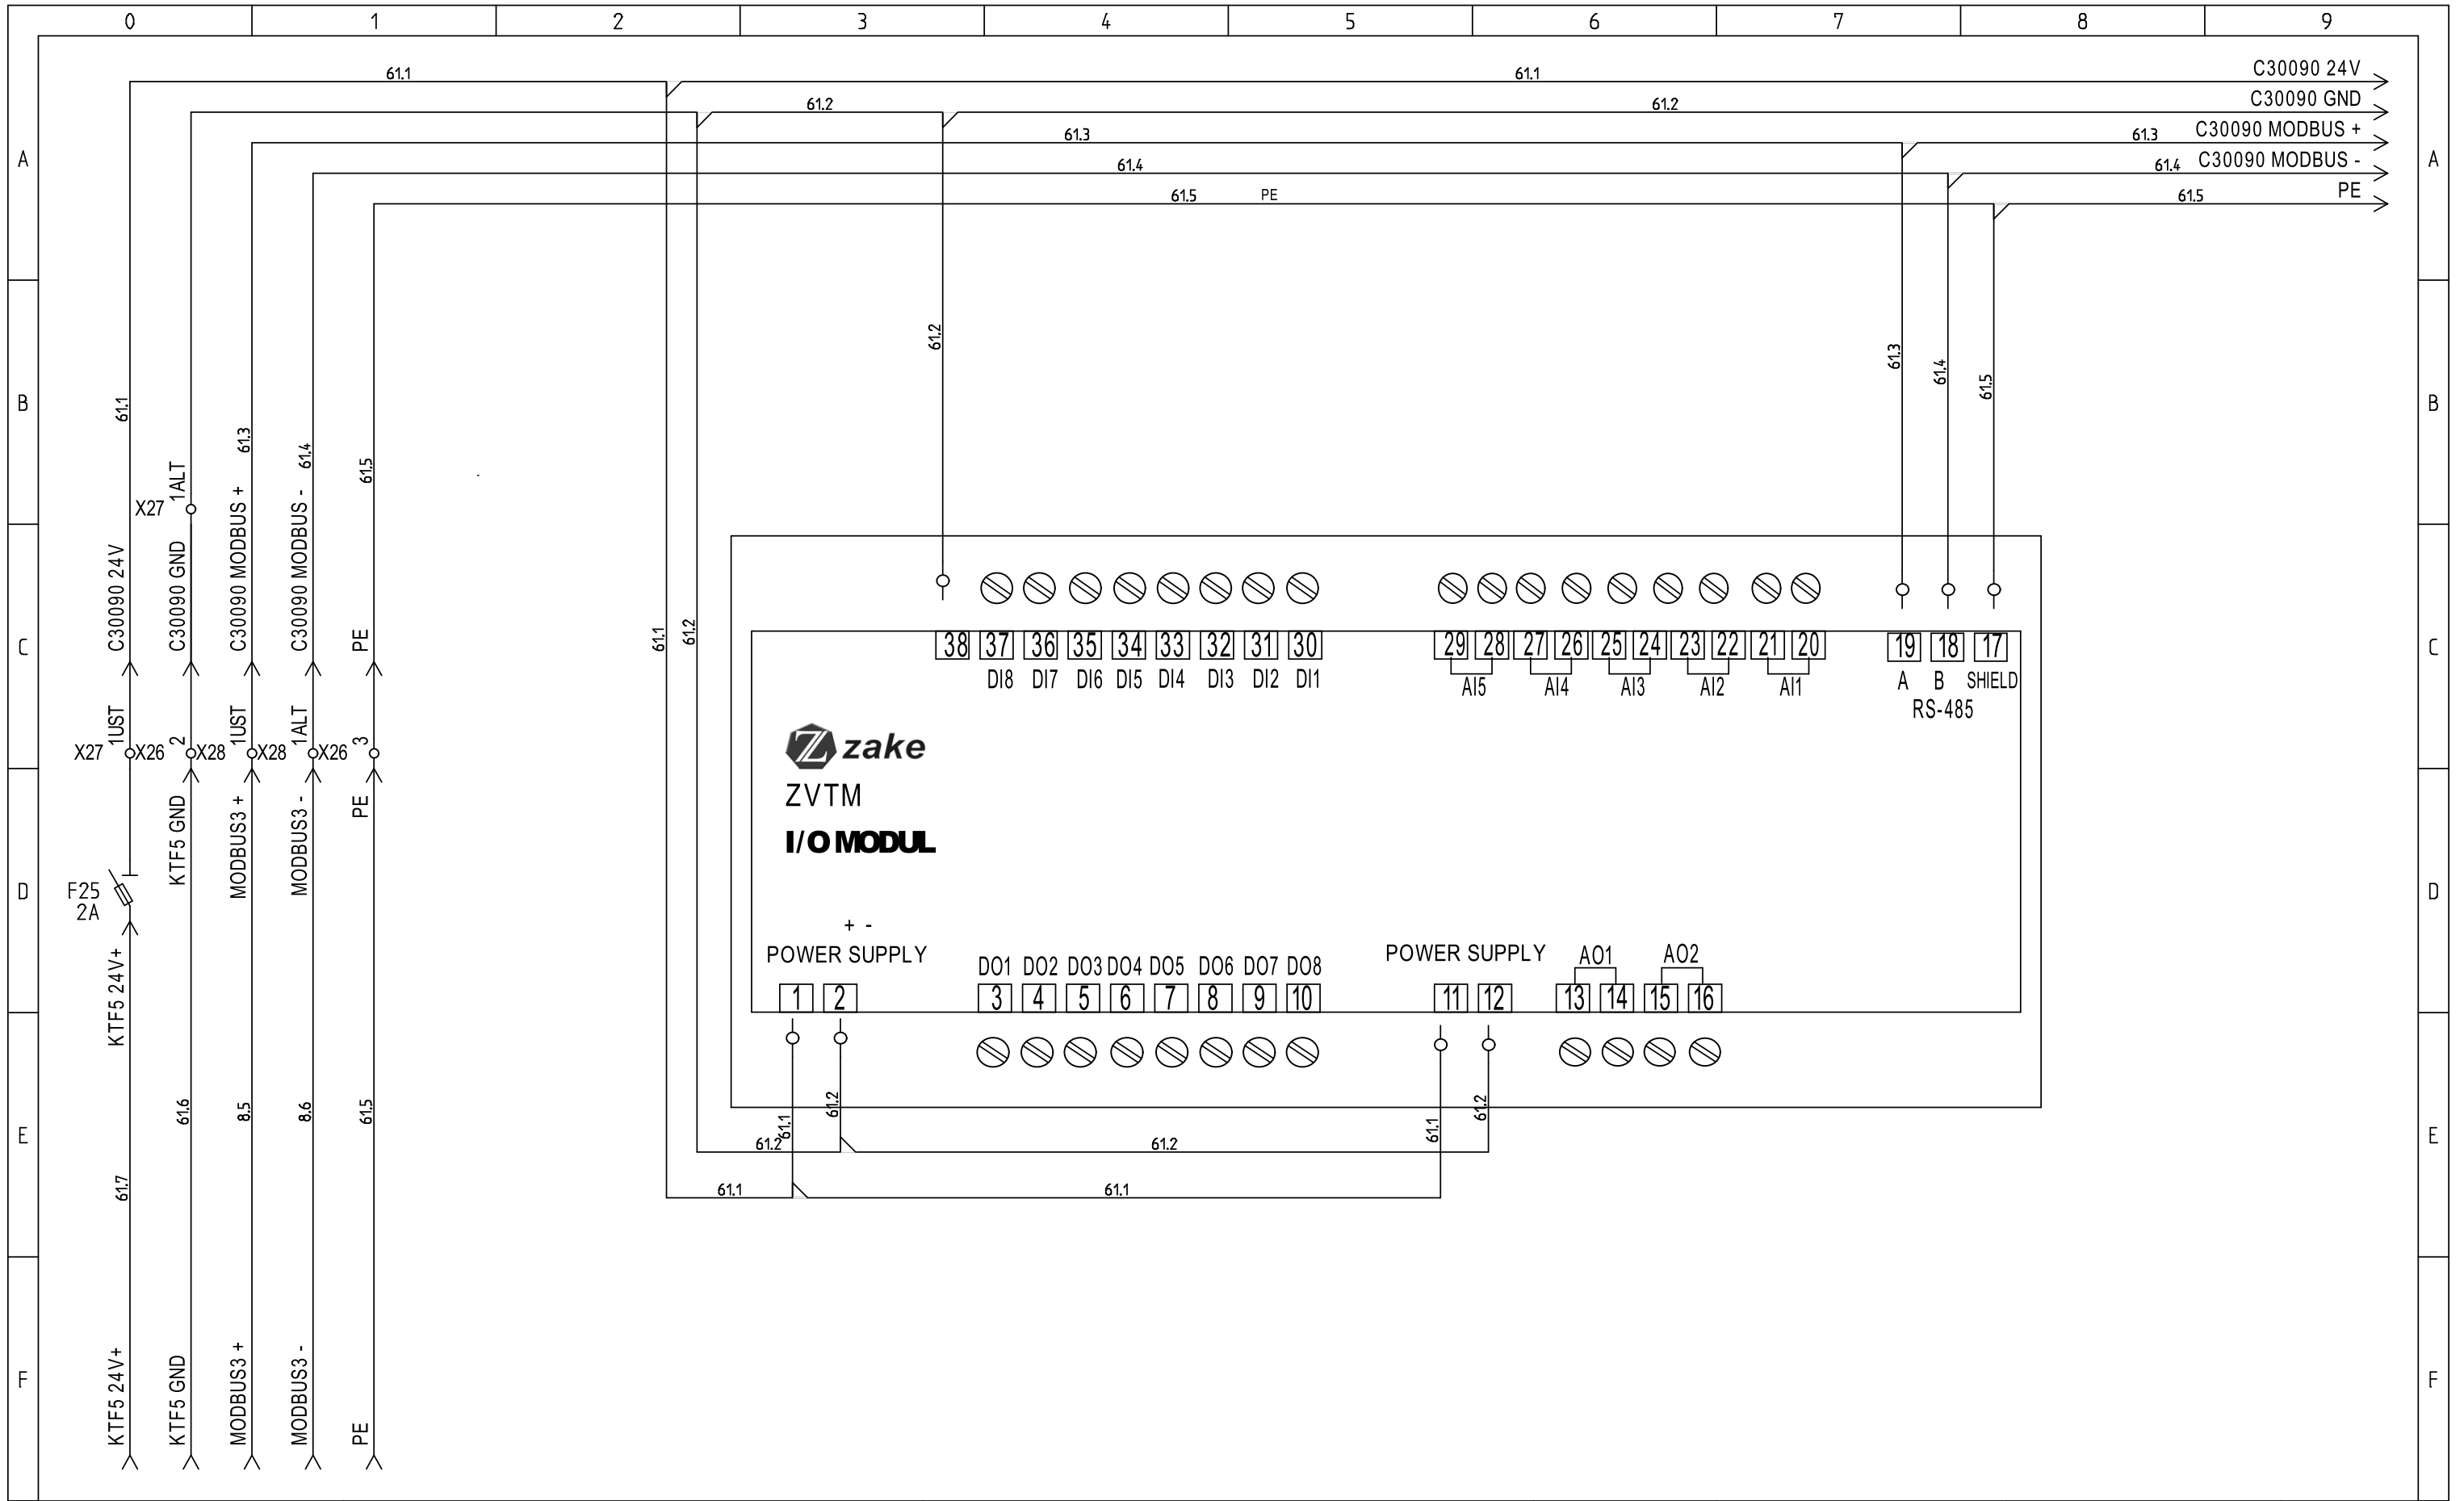 0 1 2 3 4 5 6 7 8 9
61.1 61.1 C30090 24V
61.2 61.2 C30090 GND
61.3 61.3 C30090 MODBUS +
A 61.4 61.4 C30090 MODBUS - A
61.5 PE 61.5 PE
61.2
61.3 61.4 61.5
B 61.1 B
61.3 61.4 61.5
X27 1ALT
C30090 24V C30090 GND C30090 MODBUS + C30090 MODBUS - PE
C 61.1 61.2 C
38 37 36 35 34 33 32 31 30 29 28 27 26 25 24 23 22 21 20 19 18 17
DI8 DI7 DI6 DI5 DI4 DI3 DI2 DI1 AI5 AI4 AI3 AI2 AI1 A B SHIELD
RS-485
1UST 2 1UST 1ALT 3
X27 X26 X28 X28 X26
Z zake
ZVTM
I/O MODUL
KTF5 GND MODBUS3 + MODBUS3 - PE
D F25 D
2A
+ -
POWER SUPPLY POWER SUPPLY AO1 AO2
DO1 DO2 DO3 DO4 DO5 DO6 DO7 DO8
1 2 3 4 5 6 7 8 9 10 11 12 13 14 15 16
KTF5 24V+
61.6 8.5 8.6 61.5
61.1 61.2 61.1 61.2
E 61.2 61.2 E
61.7
61.1 61.1
F F
KTF5 24V+ KTF5 GND MODBUS3 + MODBUS3 - PE